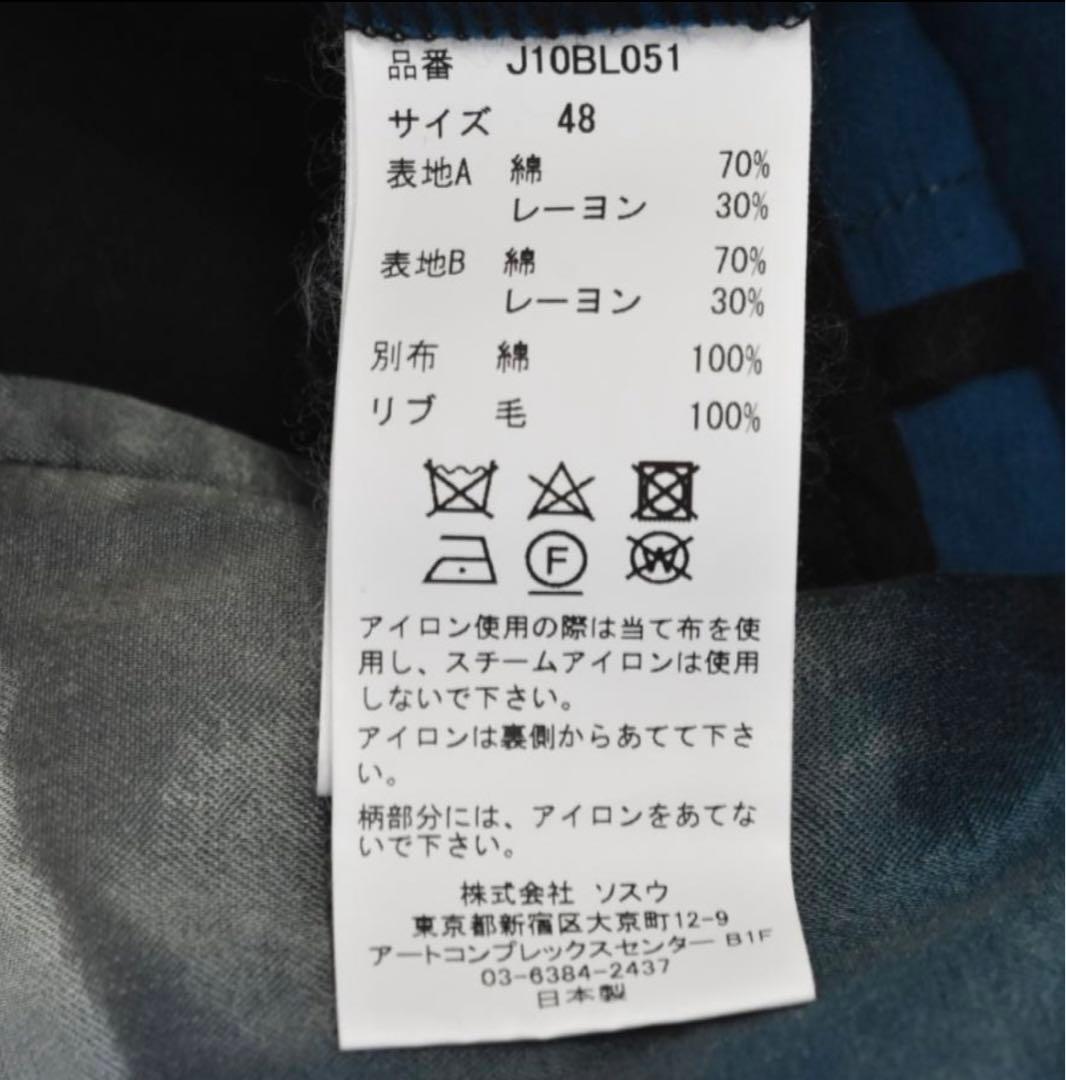 品番 J10BL051
サイズ 48
表地A 綿 70%
レーヨン 30%
表地B 綿 70%
レーヨン 30%
別布 綿 100%
リブ 毛 100%
F
W
アイロン使用の際は当て布を使
用し、スチームアイロンは使用
しないで下さい。
アイロンは裏側からあてて下さ
い。
柄部分には、アイロンをあてな
いで下さい。
株式会社 ソスウ
東京都新宿区大京町12-9
アートコンプレックスセンター B1F
03-6384-2437
日本製